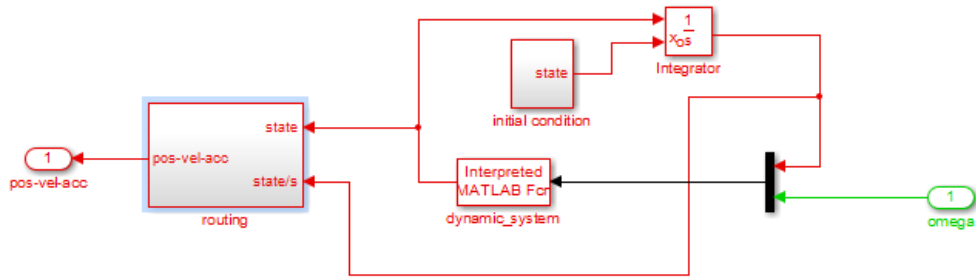 1
xo s
Integrator
state
initial condition
state
1
pos-vel-acc
pos-vel-acc
state/s
routing
Interpreted
MATLAB Fcn
dynamic_system
1
omega